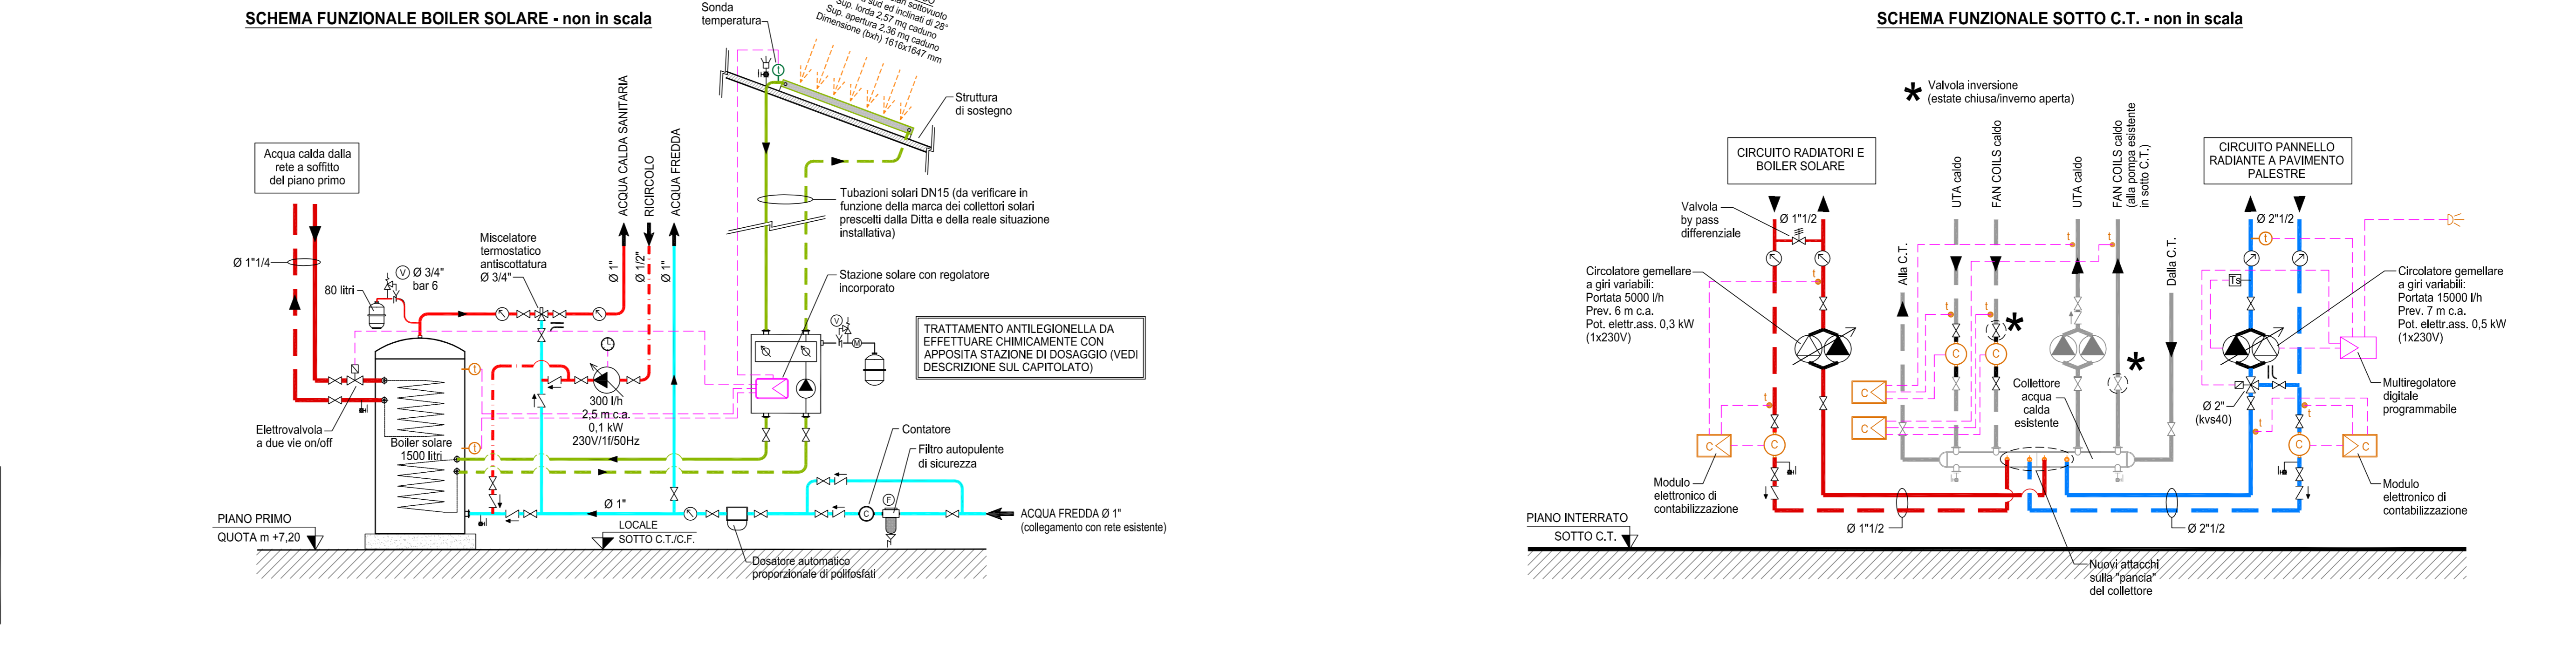 SCHEMA FUNZIONALE BOILER SOLARE - non in scala
Sonda
temperatura
sottovuoto
sud ed inclinati di 28°
Sup. lorda 2,57 mq caduno
Sup. apertura 2,36 mq caduno
Dimensione (bxh) 1616x1647 mm
Struttura
di sostegno
Acqua calda dalla
rete a soffitto
del piano primo
ACQUA CALDA SANITARIA
RICIRCOLO
ACQUA FREDDA
Ø 1"
Ø 1/2"
Ø 1"
Tubazioni solari DN15 (da verificare in
funzione della marca dei collettori solari
prescelti dalla Ditta e della reale situazione
installativa)
Miscelatore
termostatico
antiscottatura
Ø 3/4"
Ø 1"1/4
V
Ø 3/4"
bar 6
80 litri
Stazione solare con regolatore
incorporato
V
M
TRATTAMENTO ANTILEGIONELLA DA
EFFETTUARE CHIMICAMENTE CON
APPOSITA STAZIONE DI DOSAGGIO (VEDI
DESCRIZIONE SUL CAPITOLATO)
t
t
t
300 l/h
2,5 m c.a.
0,1 kW
230V/1f/50Hz
Elettrovalvola
a due vie on/off
Boiler solare
1500 litri
Contatore
Filtro autopulente
di sicurezza
F
C
Ø 1"
ACQUA FREDDA Ø 1"
(collegamento con rete esistente)
PIANO PRIMO
QUOTA m +7,20
LOCALE
SOTTO C.T./C.F.
Dosatore automatico
proporzionale di polifosfati
SCHEMA FUNZIONALE SOTTO C.T. - non in scala
* Valvola inversione
(estate chiusa/inverno aperta)
CIRCUITO RADIATORI E
BOILER SOLARE
UTA caldo
FAN COILS caldo
UTA caldo
FAN COILS caldo
(alla pompa esistente
in sotto C.T.)
CIRCUITO PANNELLO
RADIANTE A PAVIMENTO
PALESTRE
Valvola
by pass
differenziale
Ø 1"1/2
Ø 2"1/2
Alla C.T.
Dalla C.T.
t
t
t
t
t
t
Ts
Circolatore gemellare
a giri variabili:
Portata 5000 l/h
Prev. 6 m c.a.
Pot. elettr.ass. 0,3 kW
(1x230V)
Circolatore gemellare
a giri variabili:
Portata 15000 l/h
Prev. 7 m c.a.
Pot. elettr.ass. 0,5 kW
(1x230V)
*
*
C
C
C
C
Collettore
acqua
calda
esistente
Ø 2"
(kvs40)
Multiregolatore
digitale
programmabile
t
t
t
C
C
C
C
Modulo
elettronico di
contabilizzazione
Modulo
elettronico di
contabilizzazione
Ø 1"1/2
Ø 2"1/2
PIANO INTERRATO
SOTTO C.T.
Nuovi attacchi
sulla "pancia"
del collettore